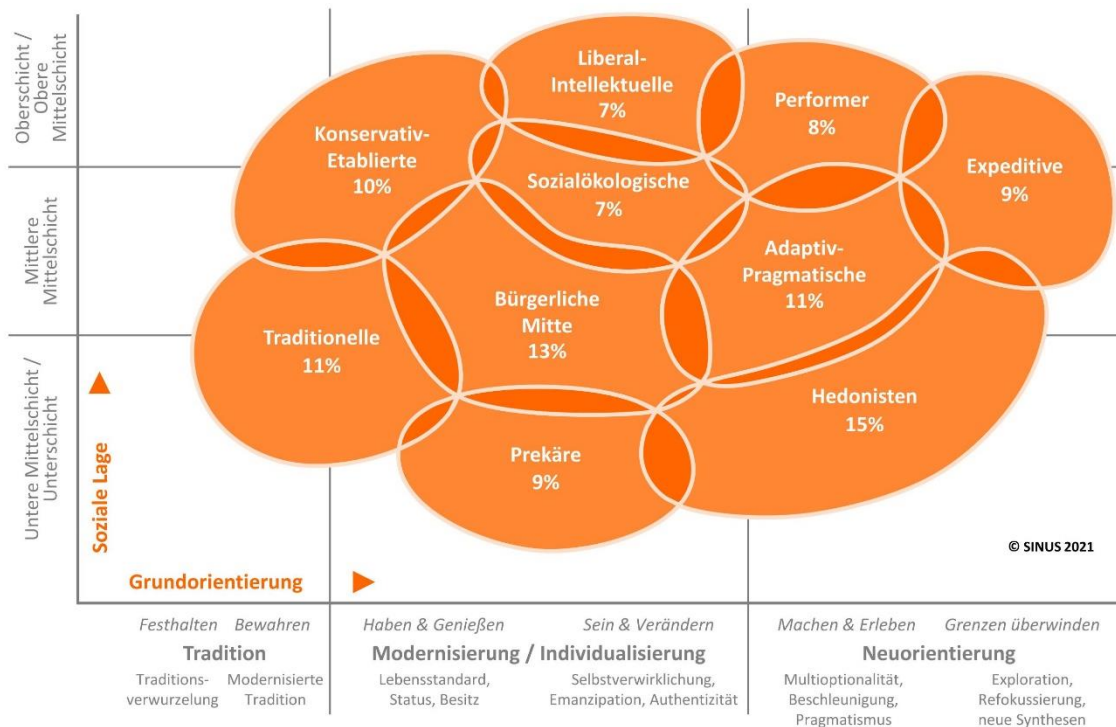 Oberschicht /
Obere
Mittelschicht
Mittlere
Mittelschicht
Untere Mittelschicht /
Unterschicht
Soziale Lage
Liberal-
Intellektuelle
7%
Performer
8%
Konservativ-
Etablierte
10%
Expeditive
9%
Sozialökologische
7%
Adaptiv-
Pragmatische
11%
Bürgerliche
Mitte
13%
Traditionelle
11%
Hedonisten
15%
Prekäre
9%
© SINUS 2021
Grundorientierung
Festhalten
Bewahren
Haben & Genießen
Sein & Verändern
Machen & Erleben
Grenzen überwinden
Tradition
Modernisierung / Individualisierung
Neuorientierung
Traditions-
verwurzelung
Modernisierte
Tradition
Lebensstandard,
Status, Besitz
Selbstverwirklichung,
Emanzipation, Authentizität
Multioptionalität,
Beschleunigung,
Pragmatismus
Exploration,
Refokussierung,
neue Synthesen